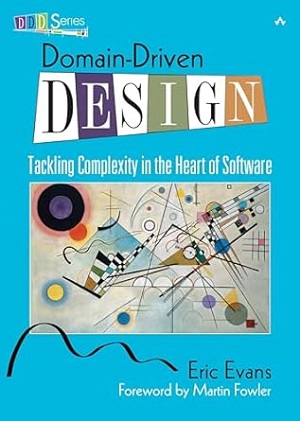 DDD Series
Domain-Driven
DESIGN
Tackling Complexity in the Heart of Software
Eric Evans
Foreword by Martin Fowler